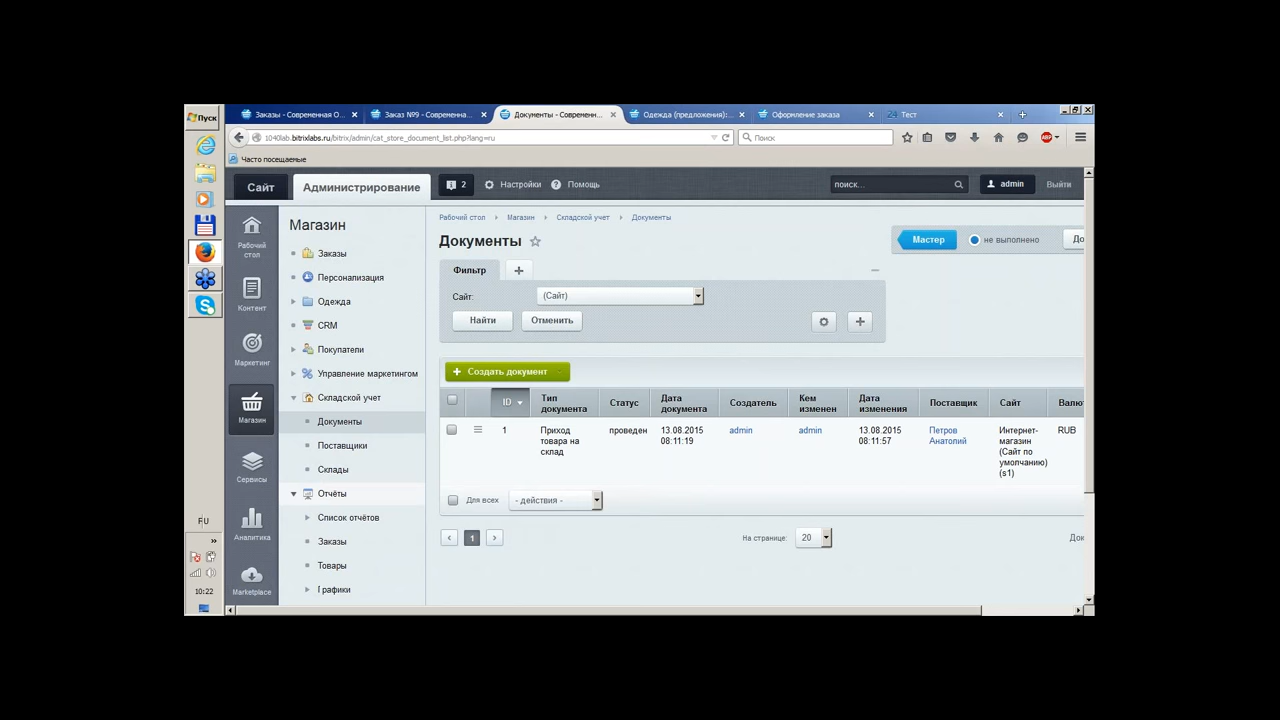 Пуск
Заказы - Современная О...
Заказ №9 - Современна...
Документы - Современн...
Одежда (предложения):...
Оформление заказа
24 Тест
1040lab.bitrixlabs.ru/bitrix/admin/cat_store_document_list.php?lang=ru
Поиск
ABP
Часто посещаемые
Сайт
Администрирование
2
Настройки
Помощь
поиск...
admin
Выйти
Рабочий стол
Контент
Маркетинг
Магазин
Сервисы
Аналитика
Marketplace
Магазин
Заказы
Персонализация
Одежда
CRM
Покупатели
Управление маркетингом
Складской учет
Документы
Поставщики
Склады
Отчёты
Список отчётов
Заказы
Товары
Графики
Рабочий стол
Магазин
Складской учет
Документы
Документы
Мастер
не выполнено
До
Фильтр
Сайт:
(Сайт)
Найти
Отменить
Создать документ
ID
Тип документа
Статус
Дата документа
Создатель
Кем изменен
Дата изменения
Поставщик
Сайт
Валю
1
Приход товара на склад
проведен
13.08.2015 08:11:19
admin
admin
13.08.2015 08:11:57
Петров Анатолий
Интернет-магазин (Сайт по умолчанию) (s1)
RUB
Для всех
- действия -
1
На странице:
20
Док
RU
10:22